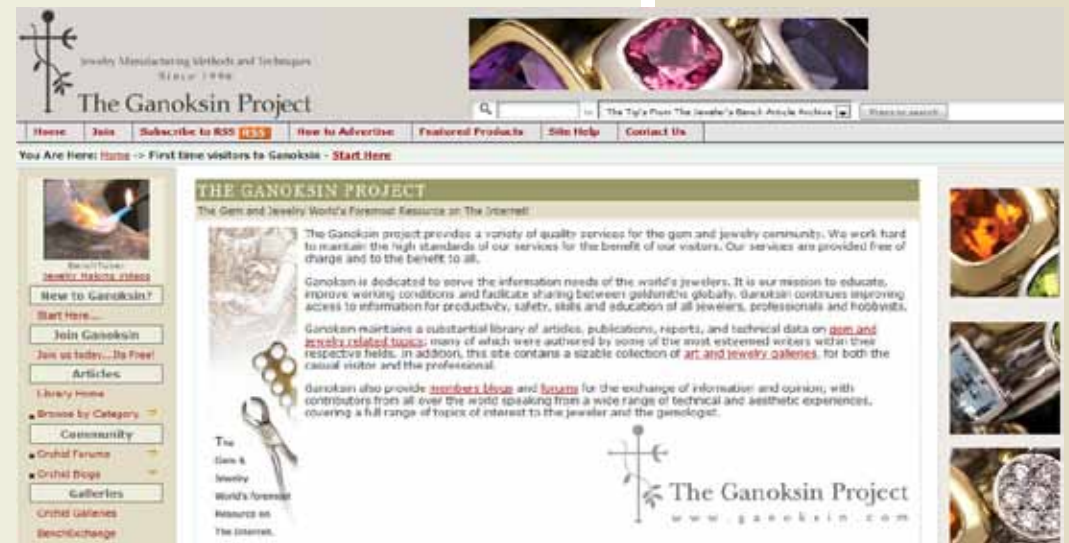 Jewelry Manufacturing Methods and Techniques
Since 1996
The Ganoksin Project
The Tip's From The Jeweler's Bench Article Archive
Press to search
Home Join Subscribe to RSS RSS How to Advertise Featured Products Site Help Contact Us
You Are Here: Home -> First time visitors to Ganoksin - Start Here
Jewelry Making Videos
New to Ganoksin?
Start Here...
Join Ganoksin
Join us today...Its Free!
Articles
Library Home
Browse by Category
Community
Orchid Forums
Orchid Blogs
Galleries
Orchid Galleries
BenchExchange
THE GANOKSIN PROJECT
The Gem and Jewelry World's Foremost Resource on The Internet!
The Ganoksin project provides a variety of quality services for the gem and jewelry community. We work hard
to maintain the high standards of our services for the benefit of our visitors. Our services are provided free of
charge and to the benefit to all.
Ganoksin is dedicated to serve the information needs of the world's jewelers. It is our mission to educate,
improve working conditions and facilitate sharing between goldsmiths globally. Ganoksin continues improving
access to information for productivity, safety, skills and education of all jewelers, professionals and hobbyists.
Ganoksin maintains a substantial library of articles, publications, reports, and technical data on gem and
jewelry related topics; many of which were authored by some of the most esteemed writers within their
respective fields. In addition, this site contains a sizable collection of art and jewelry galleries, for both the
casual visitor and the professional.
Ganoksin also provide members blogs and forums for the exchange of information and opinion, with
contributors from all over the world speaking from a wide range of technical and aesthetic experiences,
covering a full range of topics of interest to the jeweler and the gemologist.
The
Gem &
Jewelry
World's foremost
Resource on
The Internet.
The Ganoksin Project
www.ganoksin.com